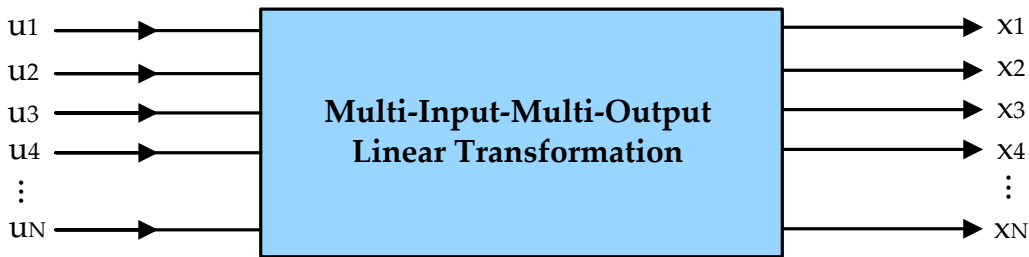 u1
u2
u3
u4
⋮
uN
Multi-Input-Multi-Output
Linear Transformation
x1
x2
x3
x4
⋮
xN